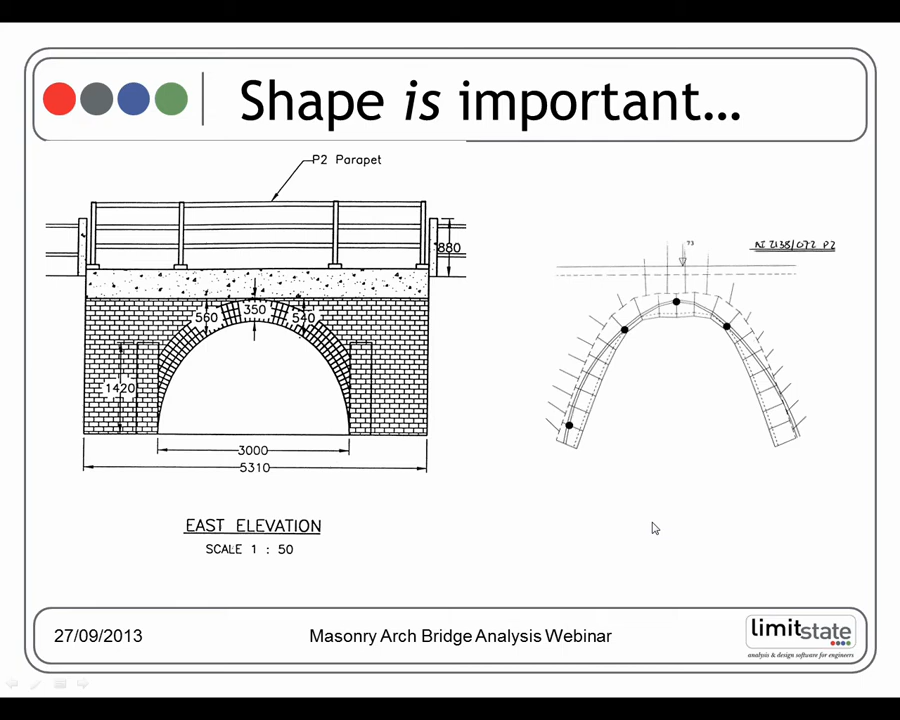 Shape is important...
P2 Parapet
880
560
350
540
1420
3000
5310
EAST ELEVATION
SCALE 1 : 50
73
27/09/2013
Masonry Arch Bridge Analysis Webinar
limitstate
analysis & design software for engineers